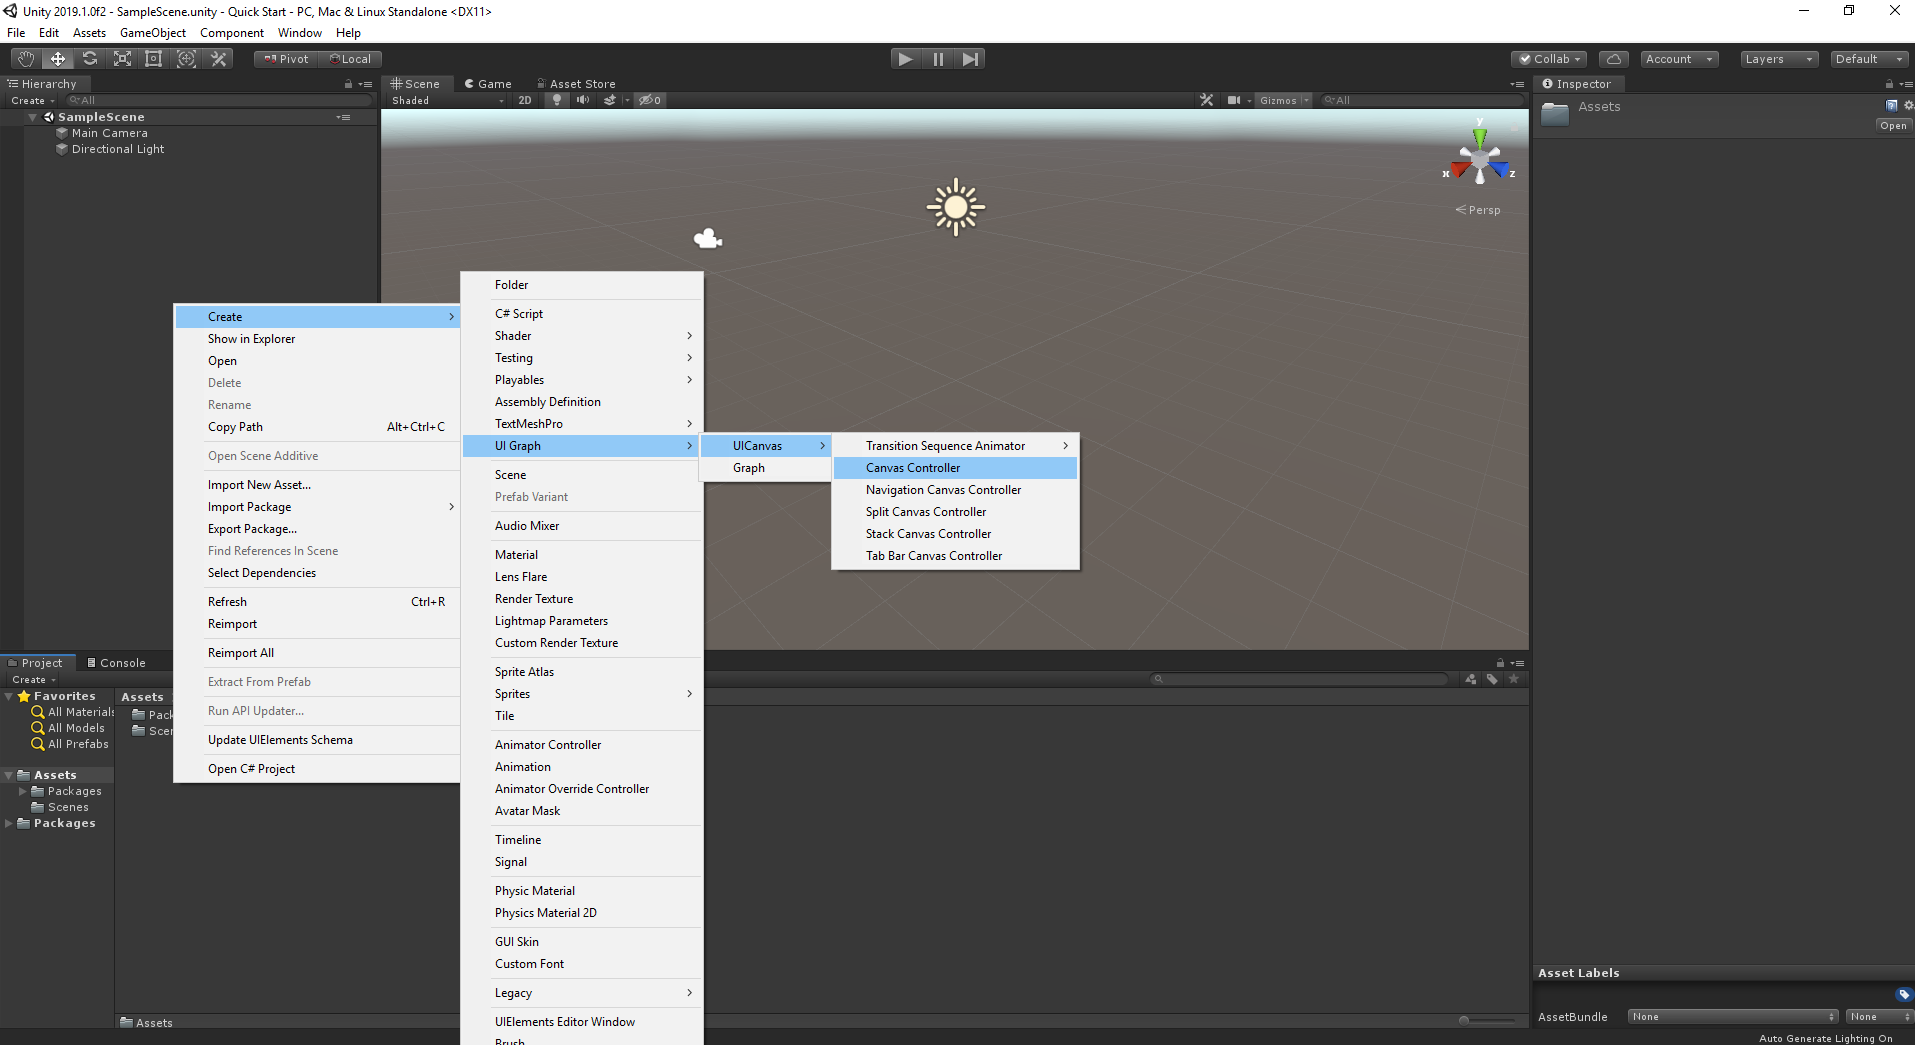 Unity 2019.1.0f2 - SampleScene.unity - Quick Start - PC, Mac & Linux Standalone <DX11>
File Edit Assets GameObject Component Window Help
Pivot Local
Collab Account Layers Default
Hierarchy
Create All
SampleScene
Main Camera
Directional Light
Scene Game Asset Store
Shaded 2D 0 Gizmos All
y
x z
Persp
Inspector
Assets
Open
Create
Show in Explorer
Open
Delete
Rename
Copy Path Alt+Ctrl+C
Open Scene Additive
Import New Asset...
Import Package
Export Package...
Find References In Scene
Select Dependencies
Refresh Ctrl+R
Reimport
Reimport All
Extract From Prefab
Run API Updater...
Update UIElements Schema
Open C# Project
Folder
C# Script
Shader
Testing
Playables
Assembly Definition
TextMeshPro
UI Graph
Scene
Prefab Variant
Audio Mixer
Material
Lens Flare
Render Texture
Lightmap Parameters
Custom Render Texture
Sprite Atlas
Sprites
Tile
Animator Controller
Animation
Animator Override Controller
Avatar Mask
Timeline
Signal
Physic Material
Physics Material 2D
GUI Skin
Custom Font
Legacy
UIElements Editor Window
Brush
UICanvas
Graph
Transition Sequence Animator
Canvas Controller
Navigation Canvas Controller
Split Canvas Controller
Stack Canvas Controller
Tab Bar Canvas Controller
Project Console
Create
Favorites
All Materials
All Models
All Prefabs
Assets
Packages
Scenes
Packages
Assets
Pack
Scen
Assets
Asset Labels
AssetBundle None None
Auto Generate Lighting On